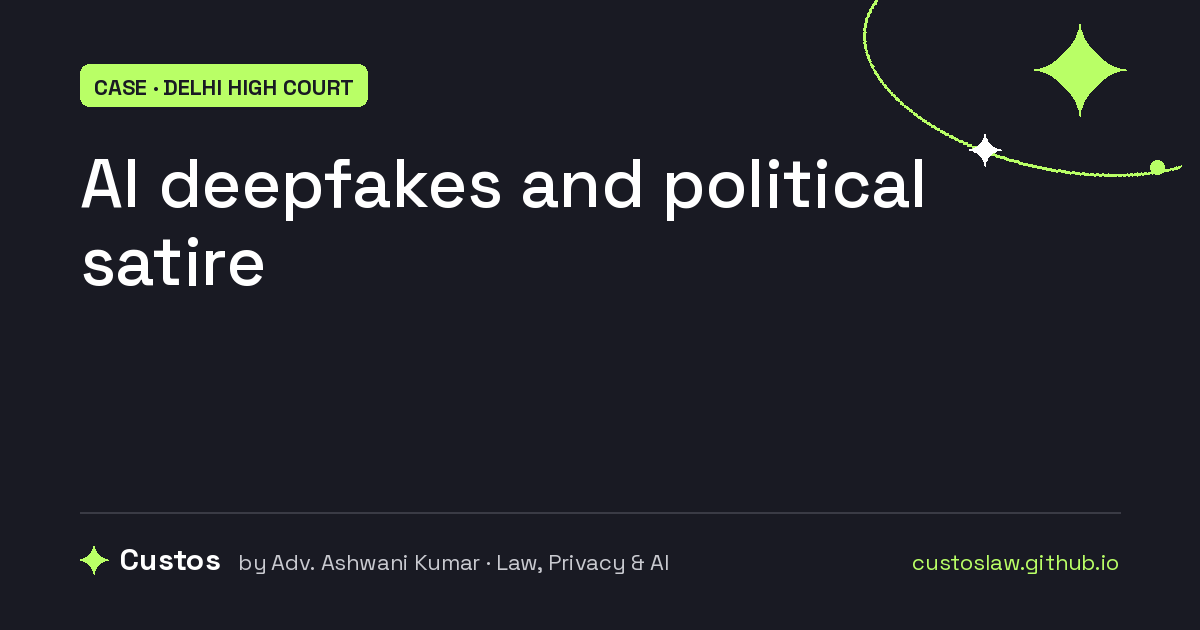 CASE · DELHI HIGH COURT
AI deepfakes and political
satire
Custos by Adv. Ashwani Kumar · Law, Privacy & AI
custoslaw.github.io